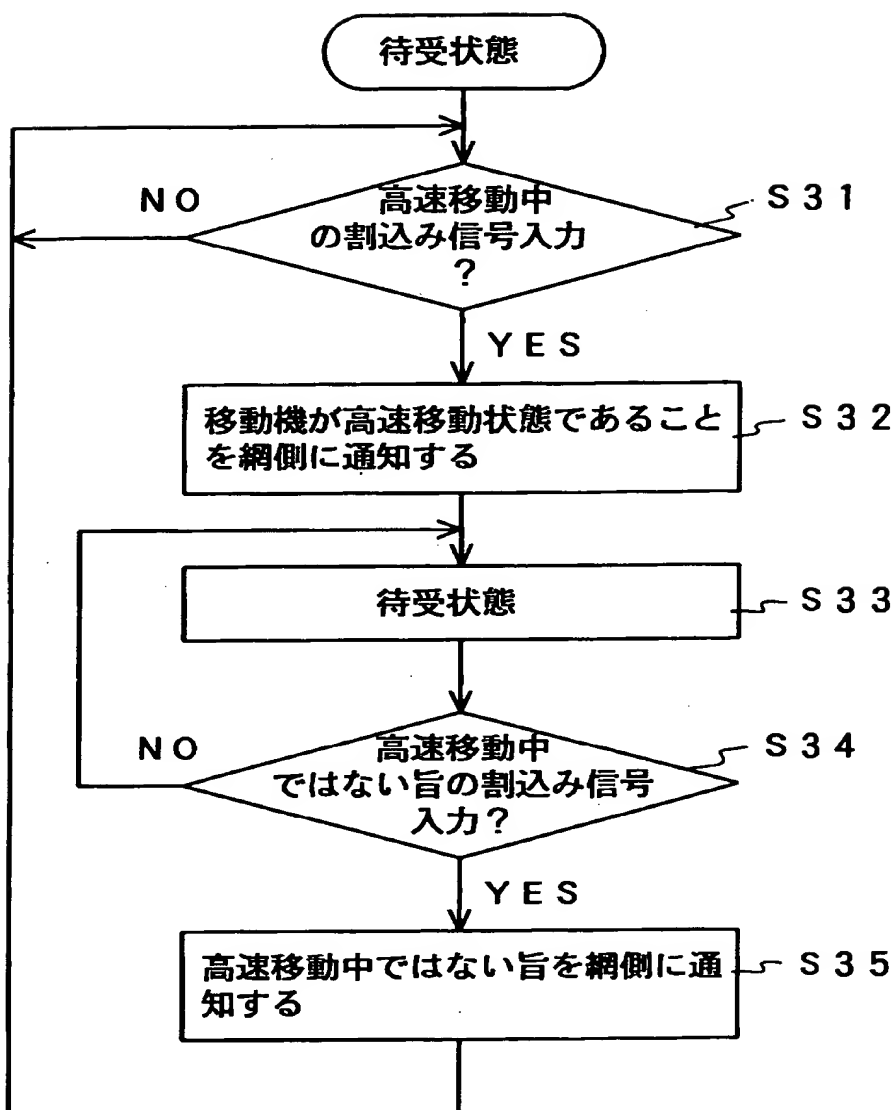 待受状態
高速移動中
の割込み信号入力
？
S31
NO
YES
移動機が高速移動状態であること
を網側に通知する
S32
待受状態
S33
高速移動中
ではない旨の割込み信号
入力？
S34
NO
YES
高速移動中ではない旨を網側に通
知する
S35